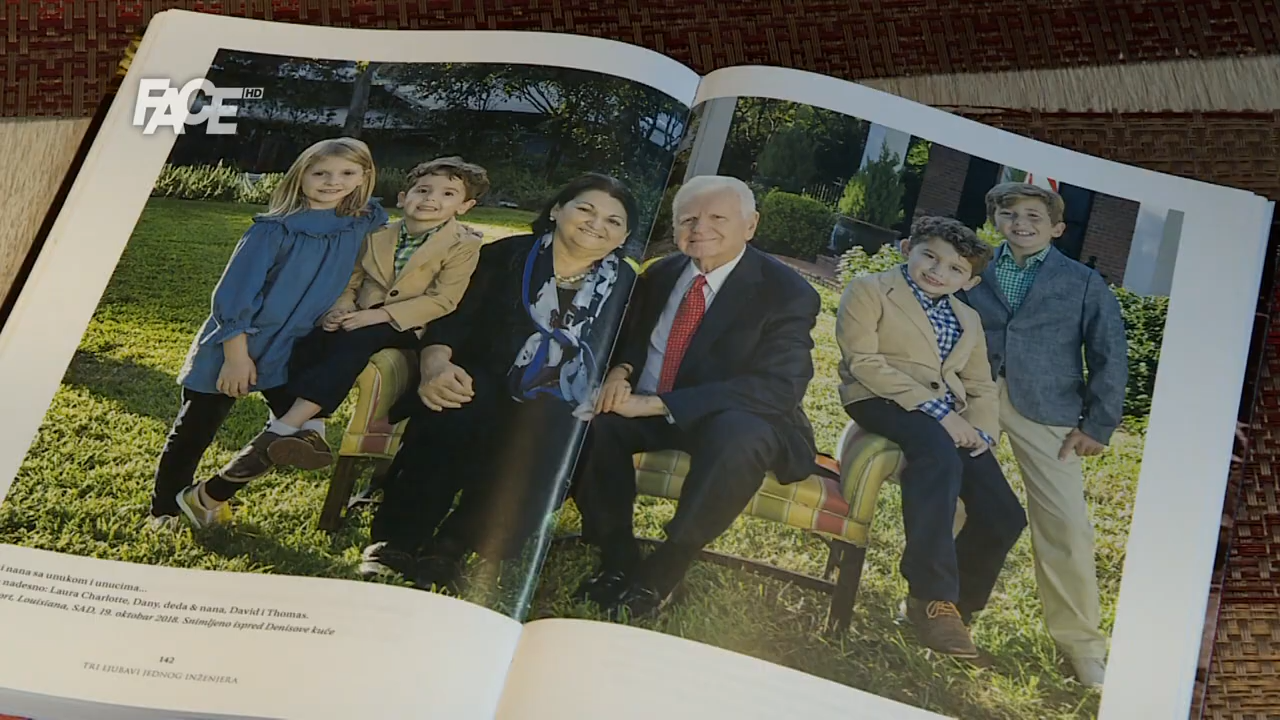 FACE HD
i nana sa unukom i unucima...
nadesno: Laura Charlotte, Dany, deda & nana, David i Thomas.
ort, Louisiana, SAD, 19. oktobar 2018. Snimljeno ispred Denisove kuće
142
TRI LJUBAVI JEDNOG INŽENJERA